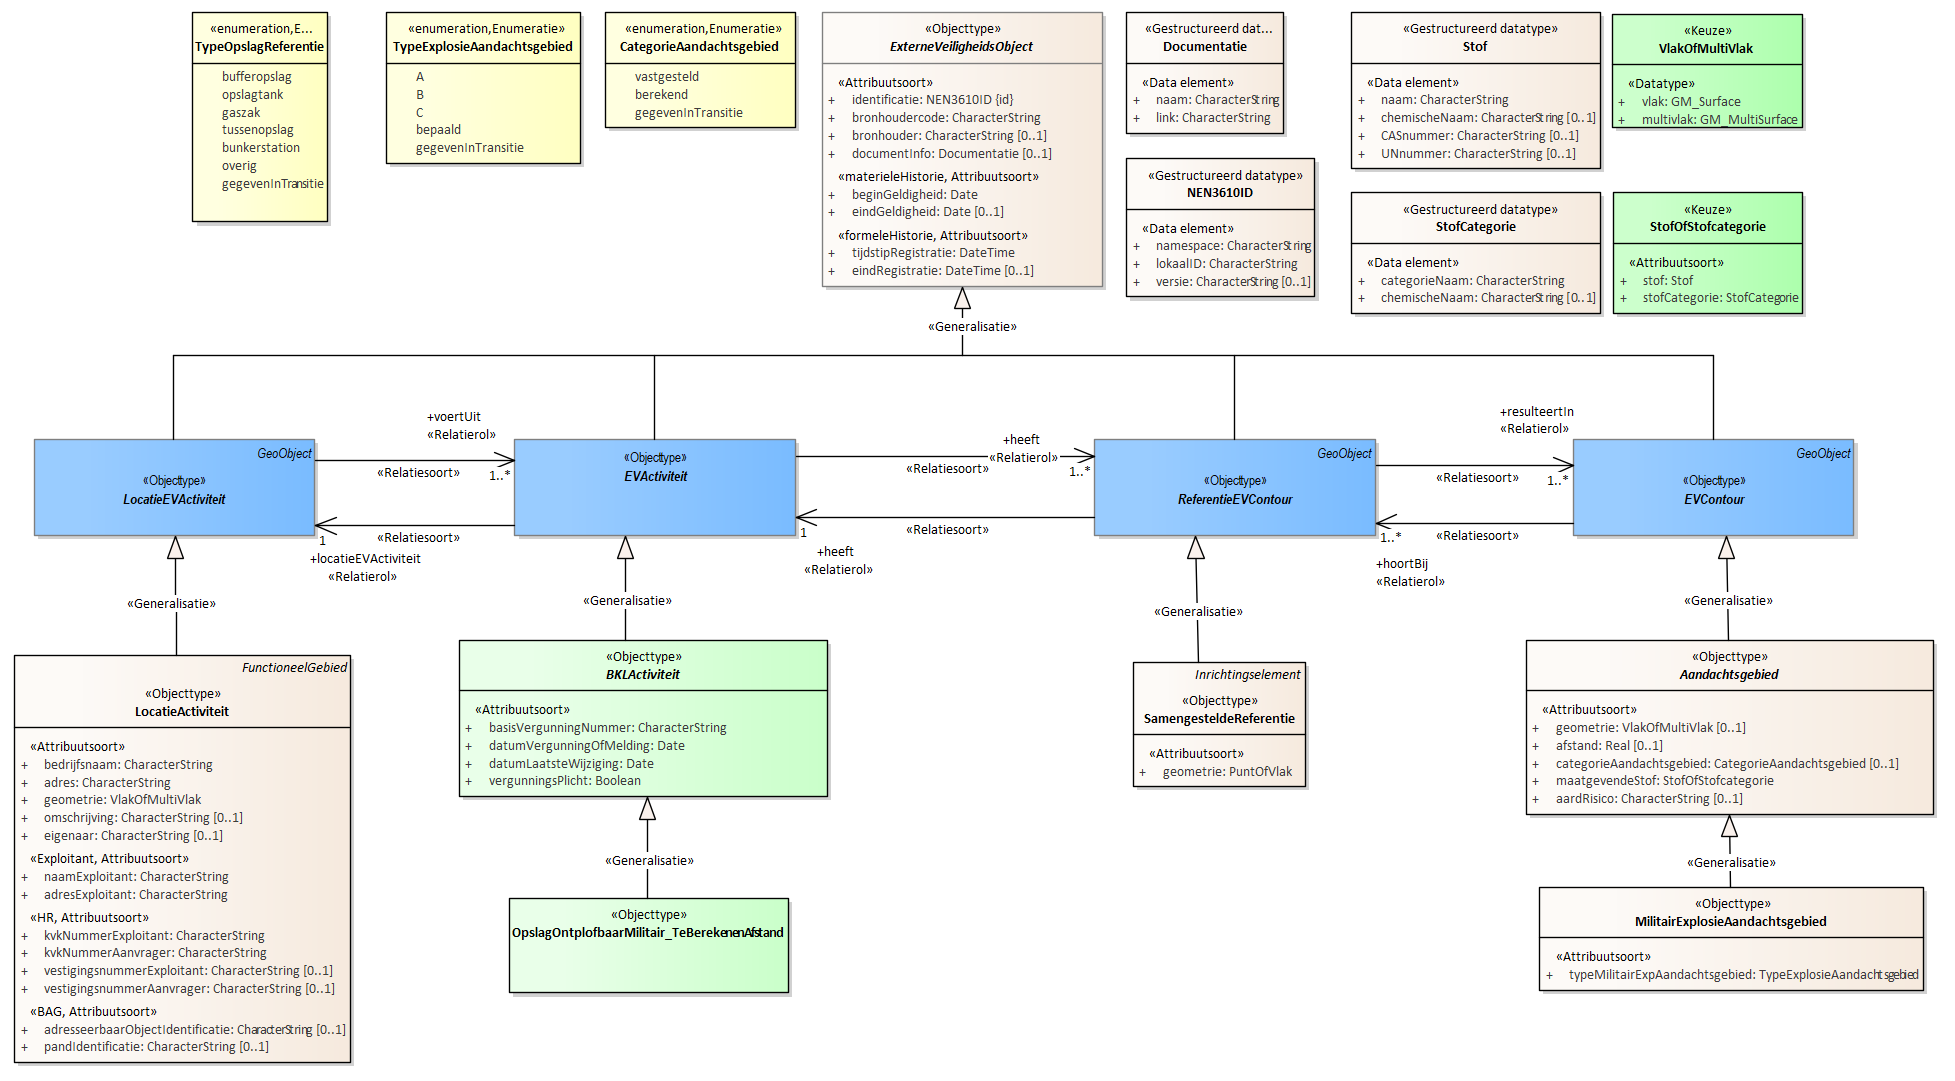 «enumeration,E...
TypeOpslagReferentie
bufferopslag
opslagtank
gaszak
tussenopslag
bunkerstation
overig
gegevenInTransitie
«enumeration,Enumeratie»
TypeExplosieAandachtsgebied
A
B
C
bepaald
gegevenInTransitie
«enumeration,Enumeratie»
CategorieAandachtsgebied
vastgesteld
berekend
gegevenInTransitie
«Objecttype»
ExterneVeiligheidsObject
«Attribuutsoort»
+ identificatie: NEN3610ID {id}
+ bronhoudercode: CharacterString
+ bronhouder: CharacterString [0..1]
+ documentInfo: Documentatie [0..1]
«materieleHistorie, Attribuutsoort»
+ beginGeldigheid: Date
+ eindGeldigheid: Date [0..1]
«formeleHistorie, Attribuutsoort»
+ tijdstipRegistratie: DateTime
+ eindRegistratie: DateTime [0..1]
«Gestructureerd dat...
Documentatie
«Data element»
+ naam: CharacterString
+ link: CharacterString
«Gestructureerd datatype»
NEN3610ID
«Data element»
+ namespace: CharacterString
+ lokaalID: CharacterString
+ versie: CharacterString [0..1]
«Gestructureerd datatype»
Stof
«Data element»
+ naam: CharacterString
+ chemischeNaam: CharacterString [0..1]
+ CASnummer: CharacterString [0..1]
+ UNnummer: CharacterString [0..1]
«Gestructureerd datatype»
StofCategorie
«Data element»
+ categorieNaam: CharacterString
+ chemischeNaam: CharacterString [0..1]
«Keuze»
VlakOfMultiVlak
«Datatype»
+ vlak: GM_Surface
+ multivlak: GM_MultiSurface
«Keuze»
StofOfStofcategorie
«Attribuutsoort»
+ stof: Stof
+ stofCategorie: StofCategorie
«Generalisatie»
GeoObject
«Objecttype»
LocatieEVActiviteit
+voertUit
«Relatierol»
«Relatiesoort»
1..*
«Relatiesoort»
1
+locatieEVActiviteit
«Relatierol»
«Objecttype»
EVActiviteit
+heeft
«Relatierol»
«Relatiesoort»
1..*
«Relatiesoort»
1
+heeft
«Relatierol»
GeoObject
«Objecttype»
ReferentieEVContour
+resulteertIn
«Relatierol»
«Relatiesoort»
1..*
«Relatiesoort»
1..*
+hoortBij
«Relatierol»
GeoObject
«Objecttype»
EVContour
«Generalisatie»
«Generalisatie»
«Generalisatie»
«Generalisatie»
FunctioneelGebied
«Objecttype»
LocatieActiviteit
«Attribuutsoort»
+ bedrijfsnaam: CharacterString
+ adres: CharacterString
+ geometrie: VlakOfMultiVlak
+ omschrijving: CharacterString [0..1]
+ eigenaar: CharacterString [0..1]
«Exploitant, Attribuutsoort»
+ naamExploitant: CharacterString
+ adresExploitant: CharacterString
«HR, Attribuutsoort»
+ kvkNummerExploitant: CharacterString
+ kvkNummerAanvrager: CharacterString
+ vestigingsnummerExploitant: CharacterString [0..1]
+ vestigingsnummerAanvrager: CharacterString [0..1]
«BAG, Attribuutsoort»
+ adresseerbaarObjectIdentificatie: CharacterString [0..1]
+ pandIdentificatie: CharacterString [0..1]
«Objecttype»
BKLActiviteit
«Attribuutsoort»
+ basisVergunningNummer: CharacterString
+ datumVergunningOfMelding: Date
+ datumLaatsteWijziging: Date
+ vergunningsPlicht: Boolean
«Generalisatie»
«Objecttype»
OpslagOntplofbaarMilitair_TeBerekenenAfstand
Inrichtingselement
«Objecttype»
SamengesteldeReferentie
«Attribuutsoort»
+ geometrie: PuntOfVlak
«Objecttype»
Aandachtsgebied
«Attribuutsoort»
+ geometrie: VlakOfMultiVlak [0..1]
+ afstand: Real [0..1]
+ categorieAandachtsgebied: CategorieAandachtsgebied [0..1]
+ maatgevendeStof: StofOfStofcategorie
+ aardRisico: CharacterString [0..1]
«Generalisatie»
«Objecttype»
MilitairExplosieAandachtsgebied
«Attribuutsoort»
+ typeMilitairExpAandachtsgebied: TypeExplosieAandachtsgebied